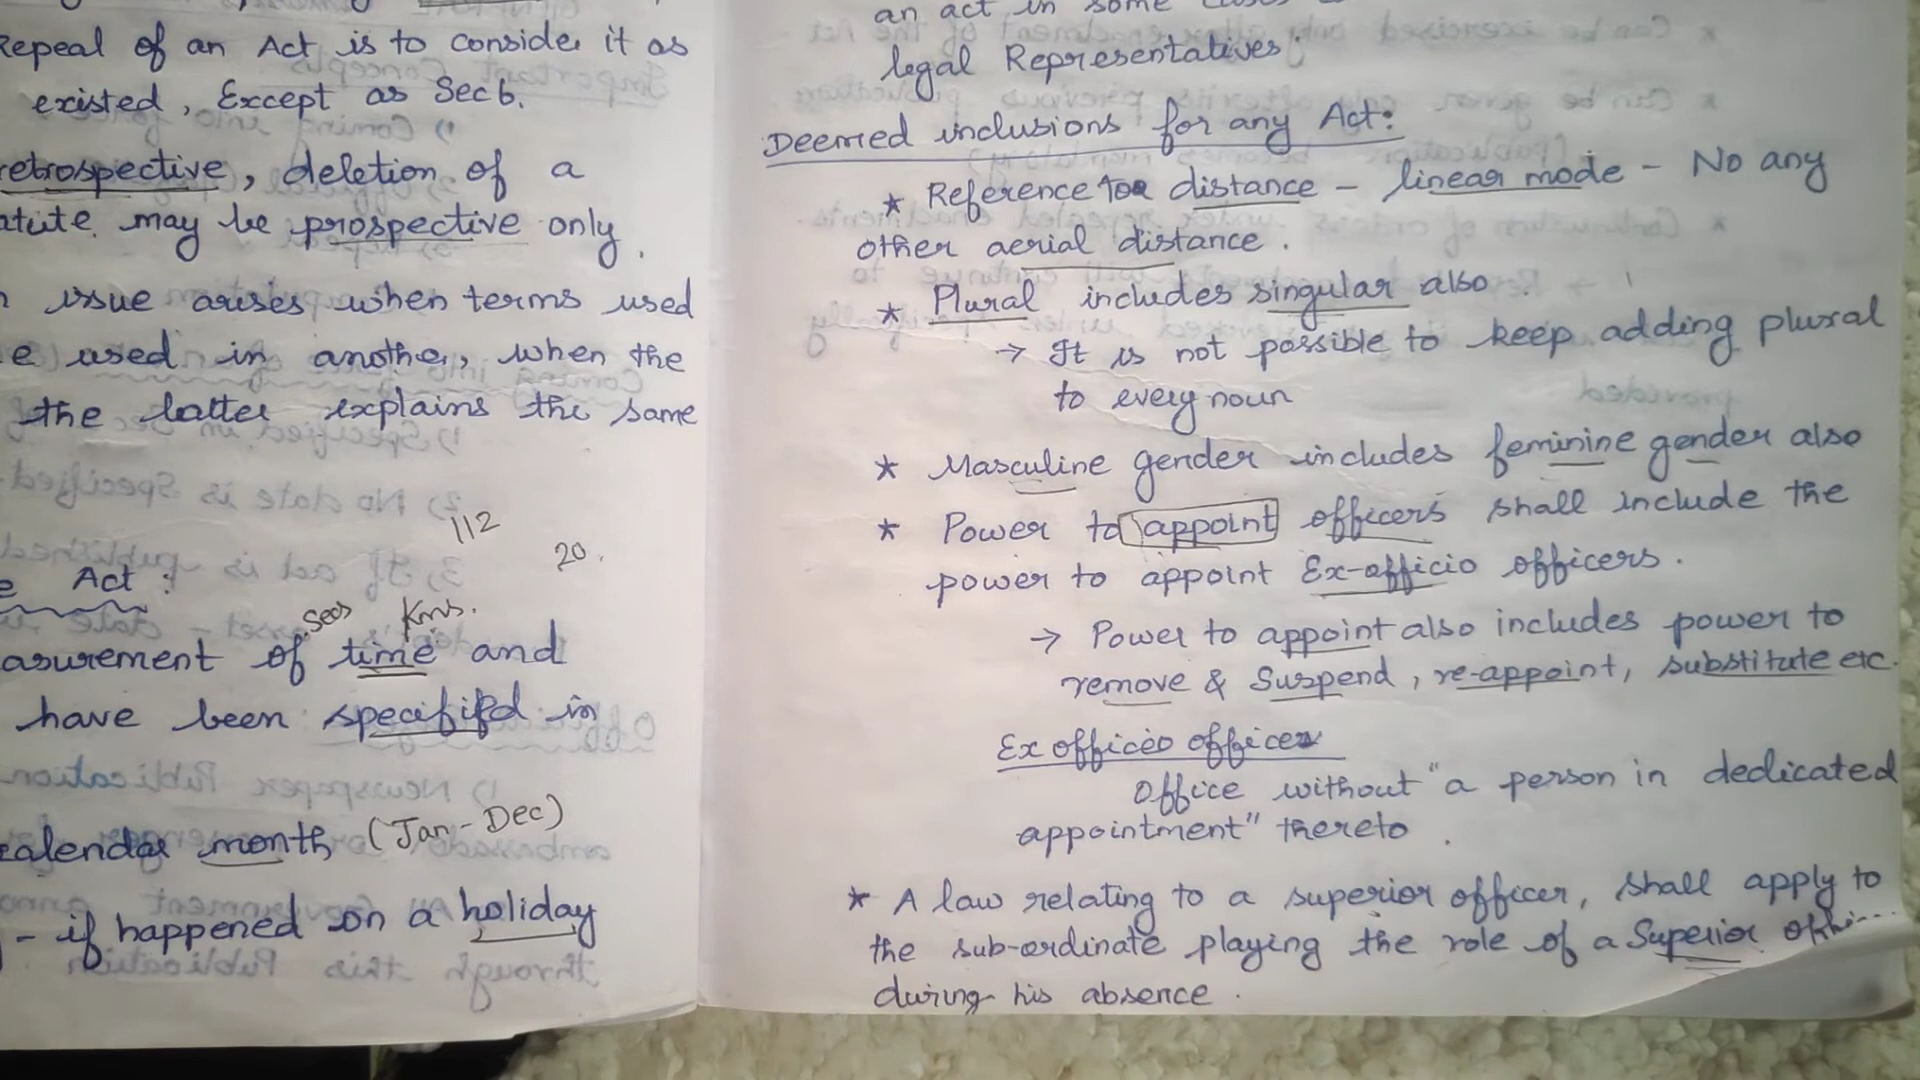 Repeal of an Act is to consider it as
existed, Except as Sec 6.
etrospective, deletion of a
atute may be prospective only.
issue arises when terms used
e used in another, when the
the latter explains the same
112
20.
e Act :
secs Kms.
asurement of time and
have been specified in
calendar month (Jan - Dec)
- if happened on a holiday
an act in some cases
legal Representatives.
Deemed inclusions for any Act:
* Reference to distance - linear mode - No any
other aerial distance.
* Plural includes singular also.
→ It is not possible to keep adding plural
to every noun
* Masculine gender includes feminine gender also
* Power to appoint officers shall include the
power to appoint Ex-officio officers.
→ Power to appoint also includes power to
remove & Suspend, re-appoint, substitute etc.
Ex officeo officer
office without "a person in dedicated
appointment" thereto.
* A law relating to a superior officer, shall apply to
the sub-ordinate playing the role of a Superior
during his absence.